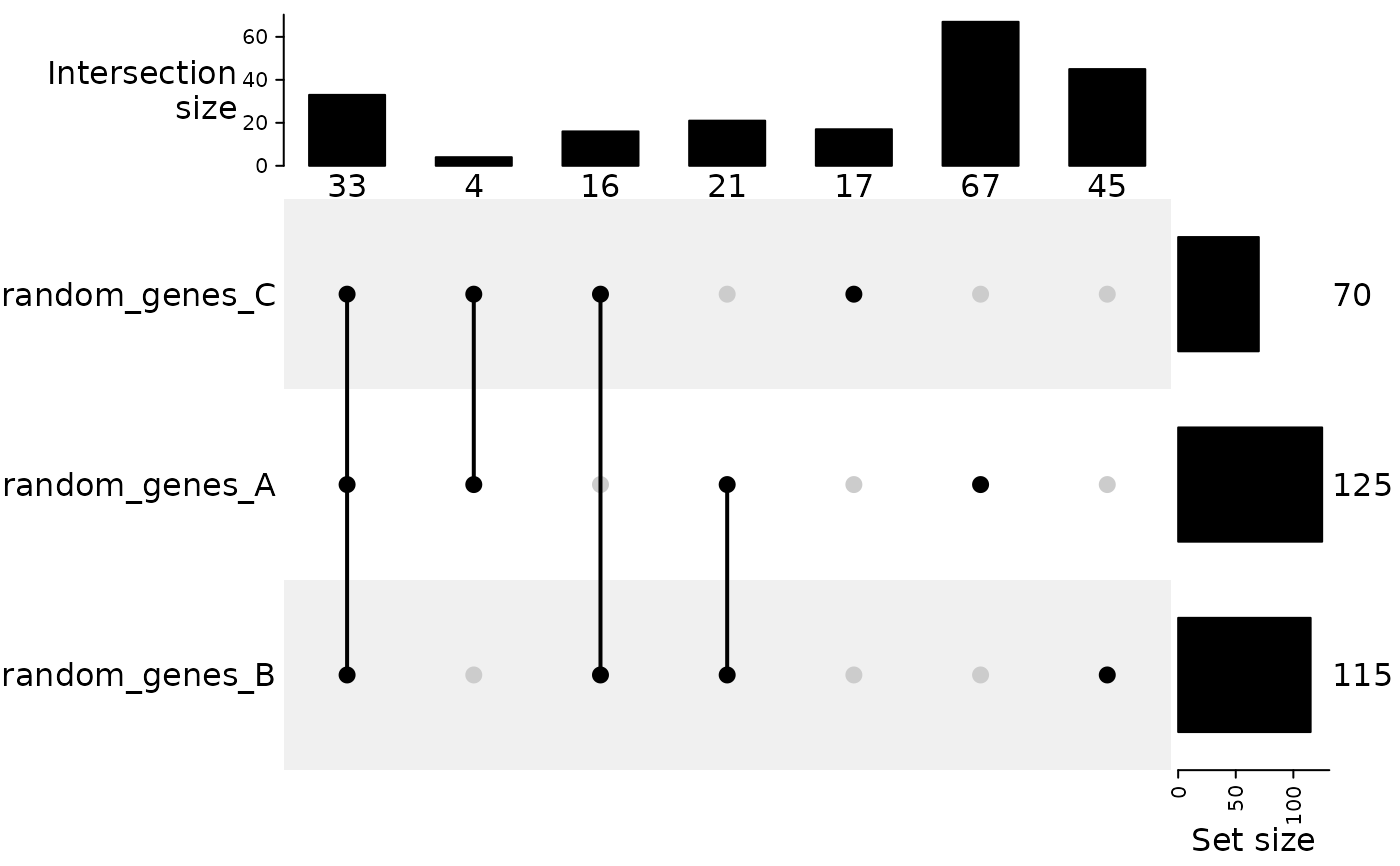 60
Intersection
size
40
20
0
33 4 16 21 17 67 45
random_genes_C
70
random_genes_A
125
random_genes_B
115
0 50 100
Set size